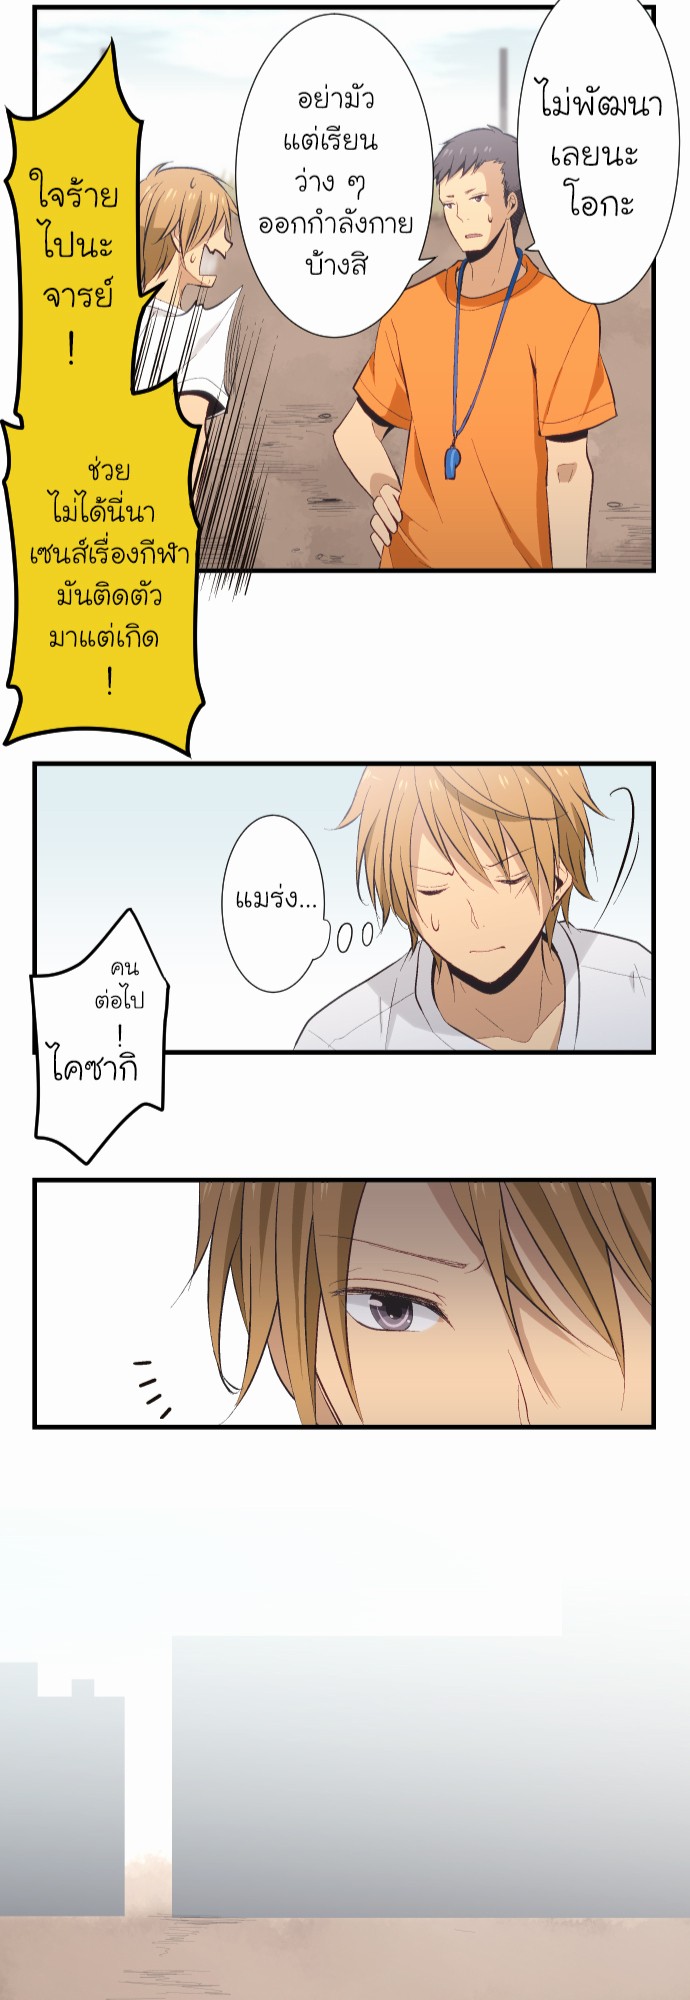 ไม่พัฒนา
เลยนะ
โอกะ
อย่ามัว
แต่เรียน
ว่าง ๆ
ออกกำลังกาย
บ้างสิ
ใจร้าย
ไปนะ
จารย์
!
ช่วย
ไม่ได้นี่นา
เซนส์เรื่องกีฬา
มันติดตัว
มาแต่เกิด
!
แมร่ง...
คน
ต่อไป
!
ไคซากิ